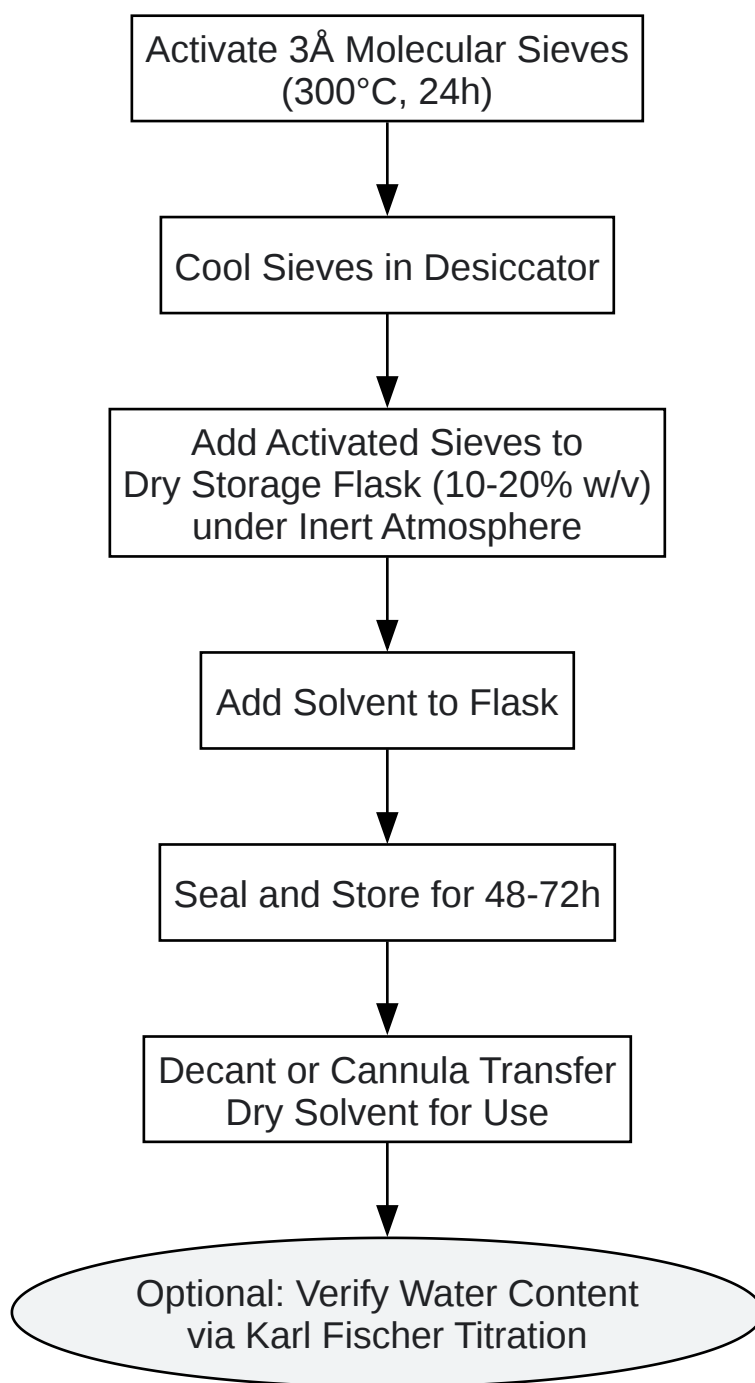 Activate 3Å Molecular Sieves
(300°C, 24h)
Cool Sieves in Desiccator
Add Activated Sieves to
Dry Storage Flask (10-20% w/v)
under Inert Atmosphere
Add Solvent to Flask
Seal and Store for 48-72h
Decant or Cannula Transfer
Dry Solvent for Use
Optional: Verify Water Content
via Karl Fischer Titration